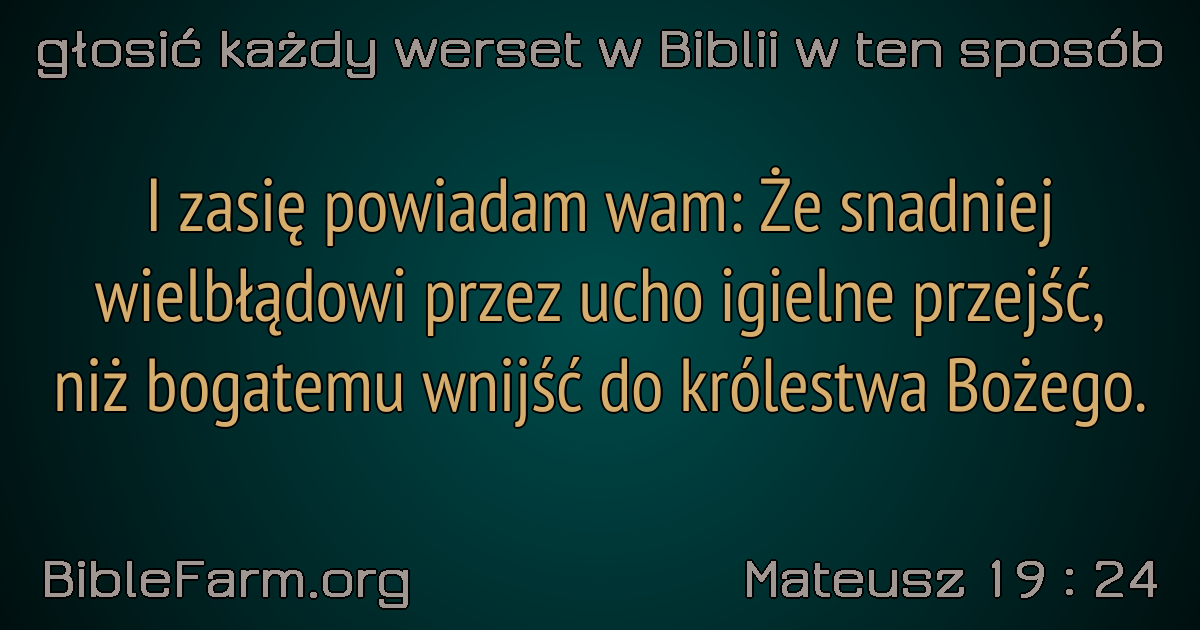 głosić każdy werset w Biblii w ten sposób
I zasię powiadam wam: Że snadniej
wielbłądowi przez ucho igielne przejść,
niż bogatemu wnijść do królestwa Bożego.
BibleFarm.org
Mateusz 19 : 24